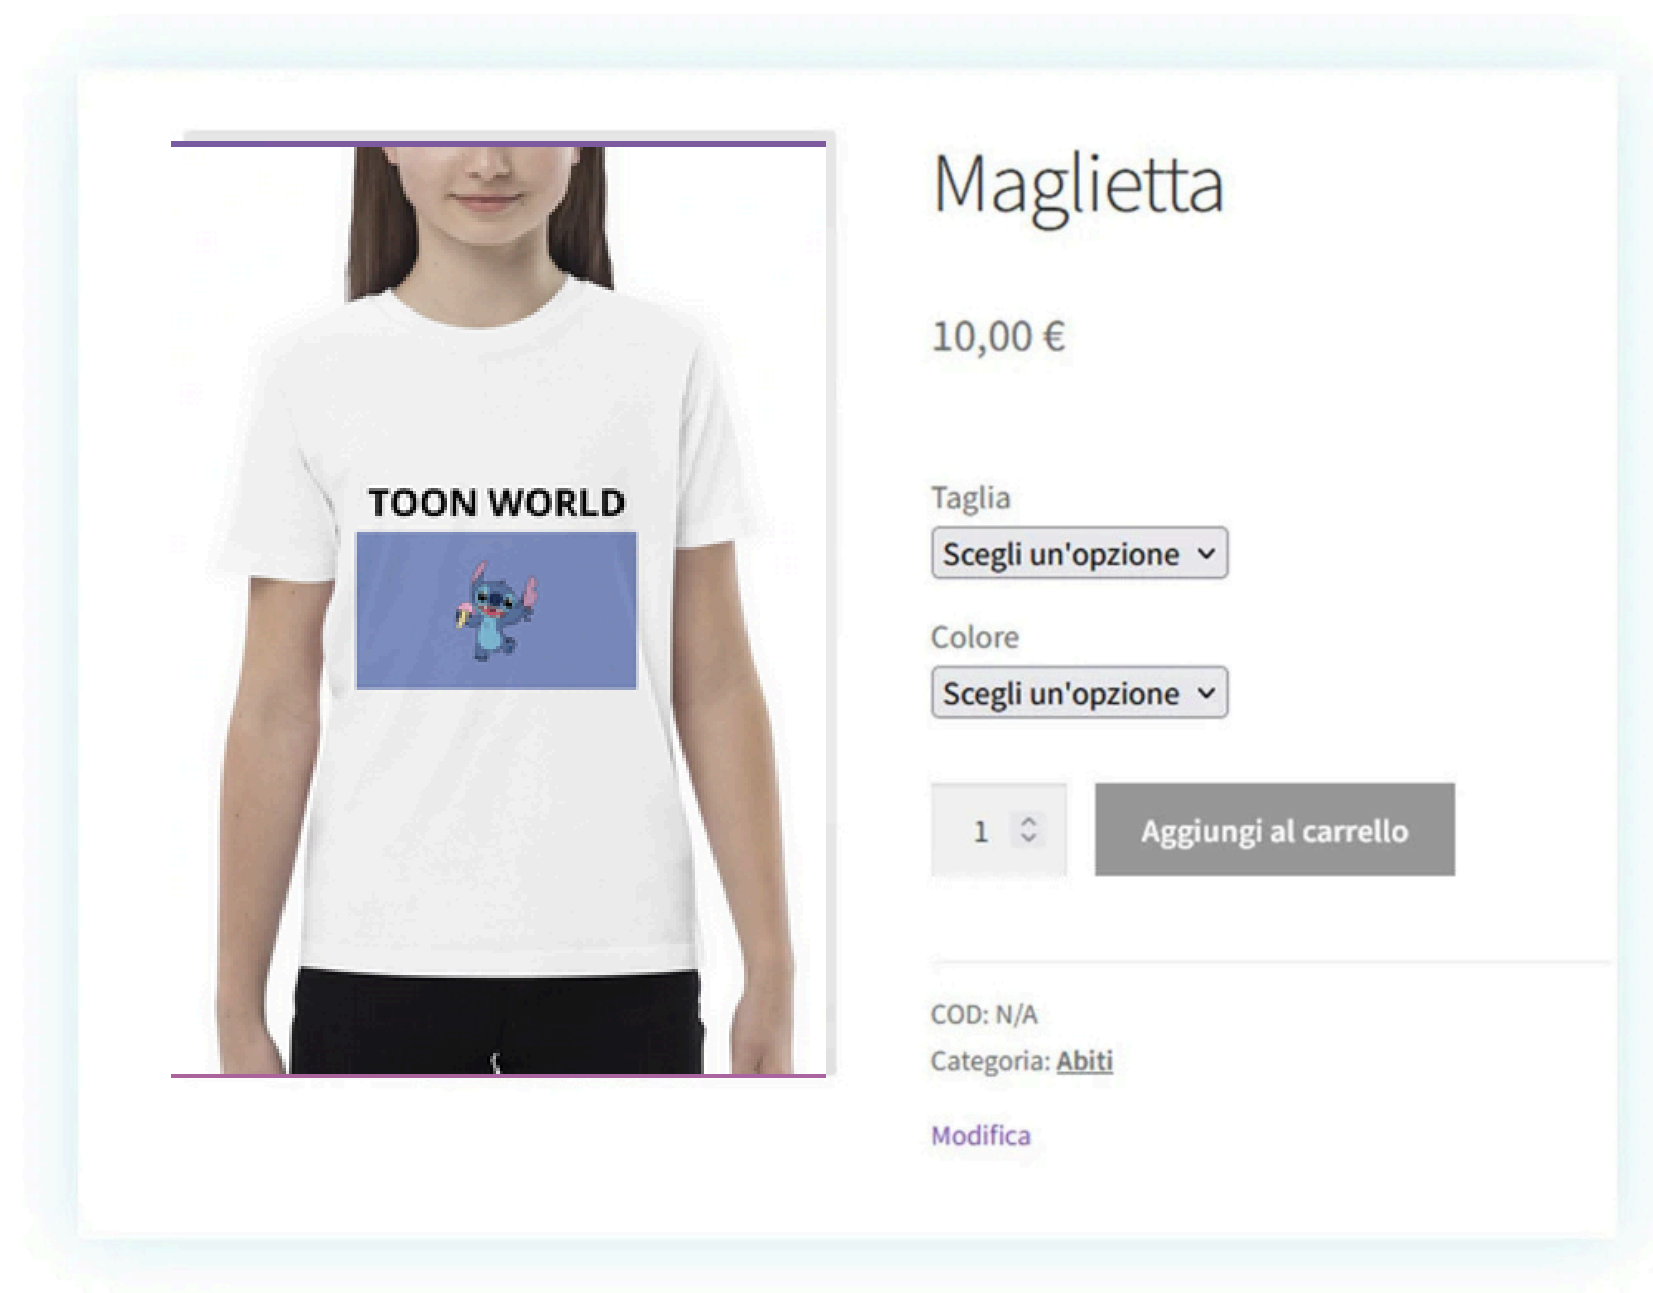 Maglietta
10,00 €
TOON WORLD
Taglia
Scegli un'opzione
Colore
Scegli un'opzione
1
Aggiungi al carrello
COD: N/A
Categoria: Abiti
Modifica